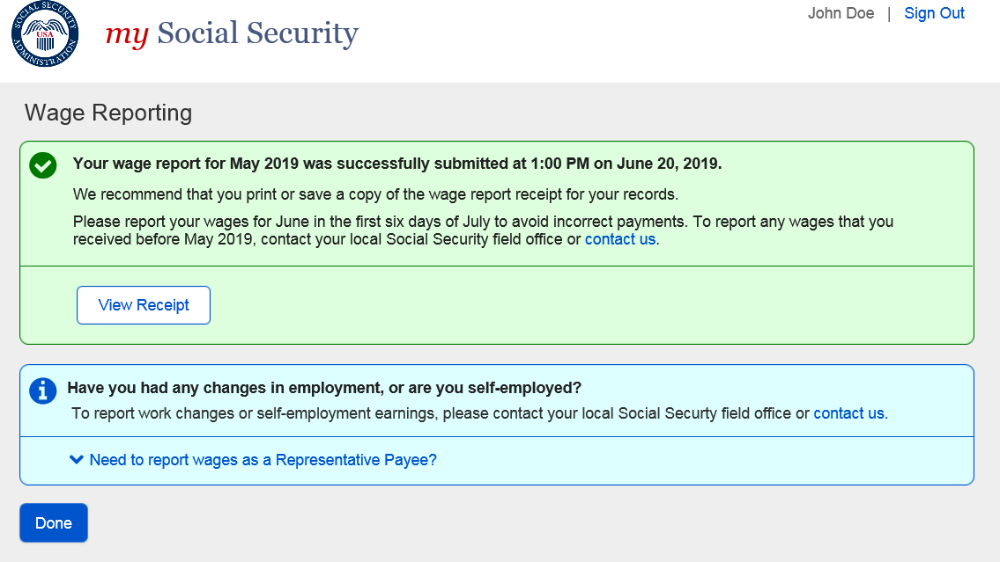 SOCIAL SECURITY ADMINISTRATION
USA
my Social Security
John Doe | Sign Out
Wage Reporting
Your wage report for May 2019 was successfully submitted at 1:00 PM on June 20, 2019.
We recommend that you print or save a copy of the wage report receipt for your records.
Please report your wages for June in the first six days of July to avoid incorrect payments. To report any wages that you
received before May 2019, contact your local Social Security field office or contact us.
View Receipt
Have you had any changes in employment, or are you self-employed?
To report work changes or self-employment earnings, please contact your local Social Securty field office or contact us.
Need to report wages as a Representative Payee?
Done